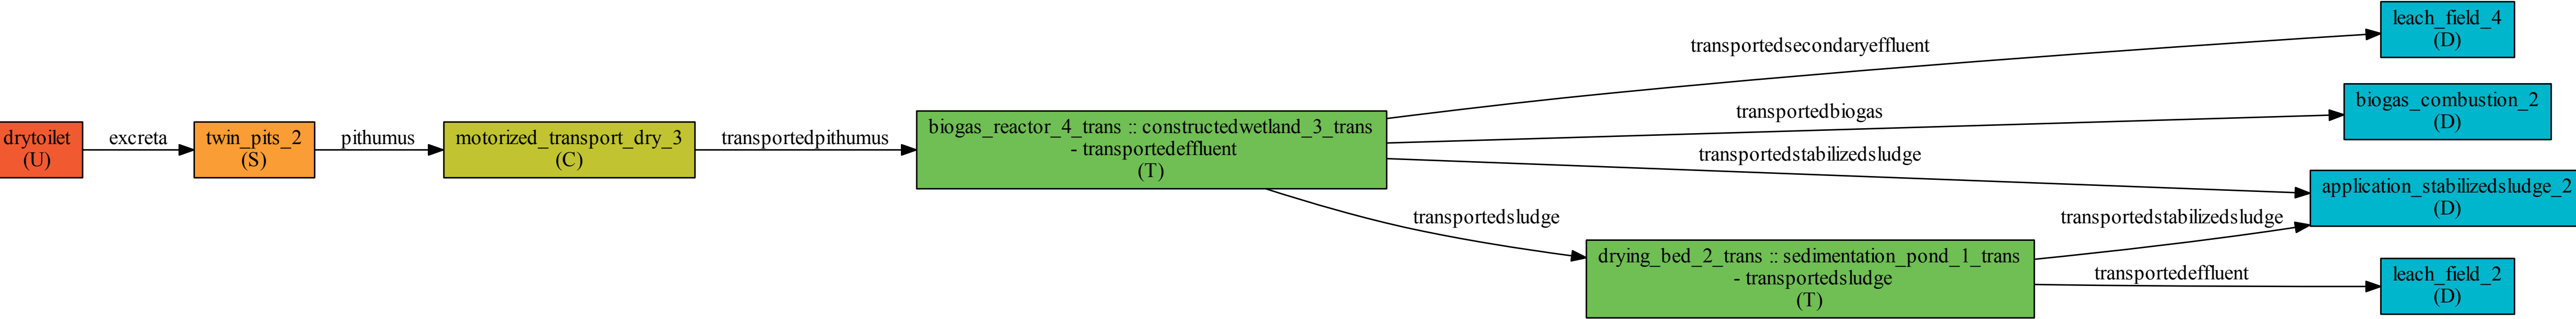 drytoilet
(U)
excreta
twin_pits_2
(S)
pithumus
motorized_transport_dry_3
(C)
transportedpithumus
biogas_reactor_4_trans :: constructedwetland_3_trans
- transportedeffluent
(T)
transportedsecondaryeffluent
leach_field_4
(D)
transportedbiogas
biogas_combustion_2
(D)
transportedstabilizedsludge
application_stabilizedsludge_2
(D)
transportedsludge
drying_bed_2_trans :: sedimentation_pond_1_trans
- transportedsludge
(T)
transportedstabilizedsludge
transportedeffluent
leach_field_2
(D)